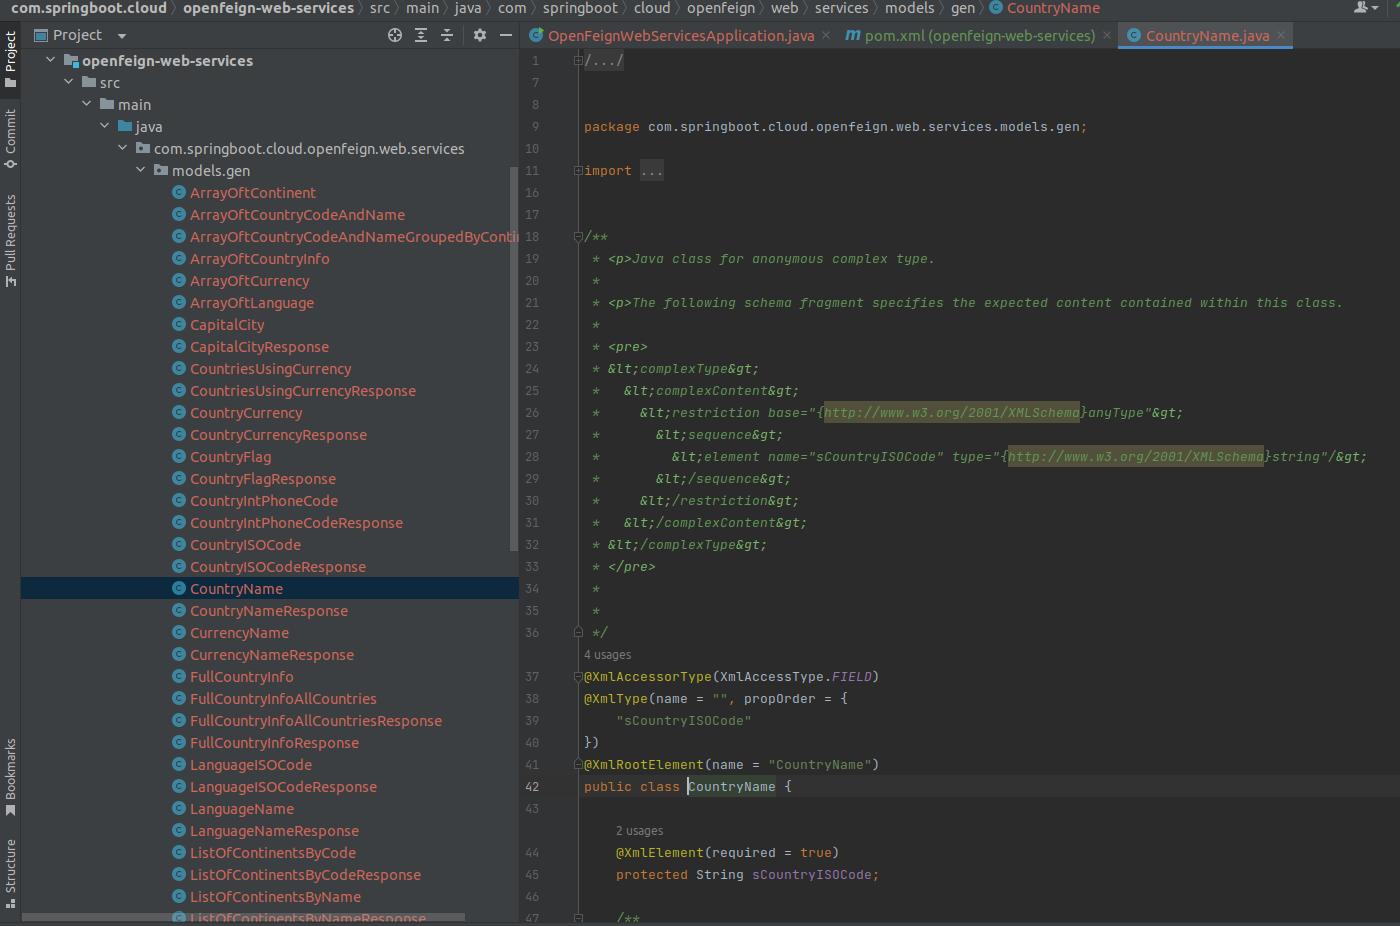 com.springboot.cloud openfeign-web-services src main java com springboot cloud openfeign web services models gen CountryName
Project
OpenFeignWebServicesApplication.java
pom.xml (openfeign-web-services)
CountryName.java
Project
Commit
Pull Requests
Bookmarks
Structure
openfeign-web-services
src
main
java
com.springboot.cloud.openfeign.web.services
models.gen
ArrayOftContinent
ArrayOftCountryCodeAndName
ArrayOftCountryCodeAndNameGroupedByConti
ArrayOftCountryInfo
ArrayOftCurrency
ArrayOftLanguage
CapitalCity
CapitalCityResponse
CountriesUsingCurrency
CountriesUsingCurrencyResponse
CountryCurrency
CountryCurrencyResponse
CountryFlag
CountryFlagResponse
CountryIntPhoneCode
CountryIntPhoneCodeResponse
CountryISOCode
CountryISOCodeResponse
CountryName
CountryNameResponse
CurrencyName
CurrencyNameResponse
FullCountryInfo
FullCountryInfoAllCountries
FullCountryInfoAllCountriesResponse
FullCountryInfoResponse
LanguageISOCode
LanguageISOCodeResponse
LanguageName
LanguageNameResponse
ListOfContinentsByCode
ListOfContinentsByCodeResponse
ListOfContinentsByName
ListOfContinentsByNameResponse
1 /.../
7
8
9 package com.springboot.cloud.openfeign.web.services.models.gen;
10
11 import ...
16
17
18 /**
19 * <p>Java class for anonymous complex type.
20 *
21 * <p>The following schema fragment specifies the expected content contained within this class.
22 *
23 * <pre>
24 * &lt;complexType&gt;
25 *   &lt;complexContent&gt;
26 *     &lt;restriction base="{http://www.w3.org/2001/XMLSchema}anyType"&gt;
27 *       &lt;sequence&gt;
28 *         &lt;element name="sCountryISOCode" type="{http://www.w3.org/2001/XMLSchema}string"/&gt;
29 *       &lt;/sequence&gt;
30 *     &lt;/restriction&gt;
31 *   &lt;/complexContent&gt;
32 * &lt;/complexType&gt;
33 * </pre>
34 *
35 *
36 */
4 usages
37 @XmlAccessorType(XmlAccessType.FIELD)
38 @XmlType(name = "", propOrder = {
39     "sCountryISOCode"
40 })
41 @XmlRootElement(name = "CountryName")
42 public class CountryName {
43
2 usages
44     @XmlElement(required = true)
45     protected String sCountryISOCode;
46
47     /**